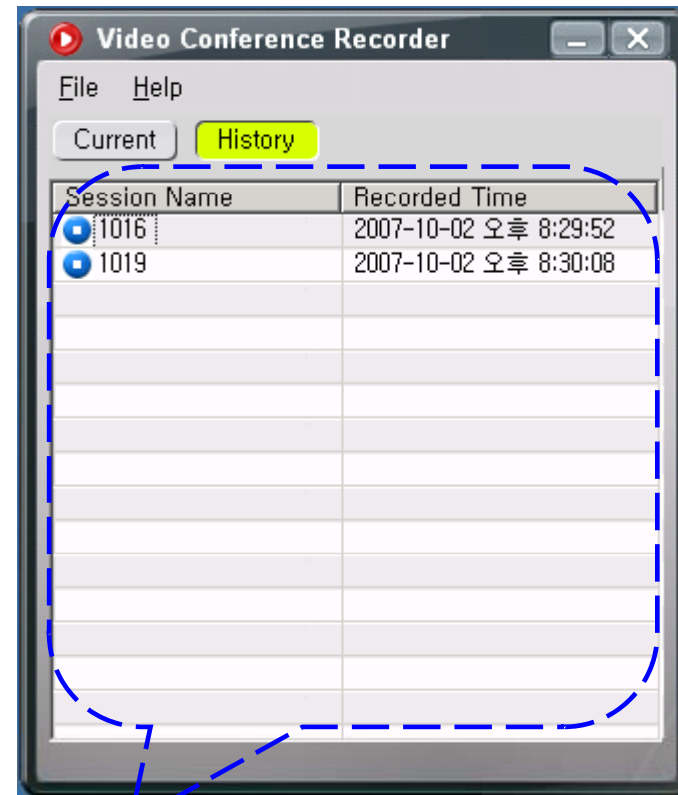 Video Conference Recorder
File Help
Current History
Session Name Recorded Time
1016 2007-10-02 오후 8:29:52
1019 2007-10-02 오후 8:30:08